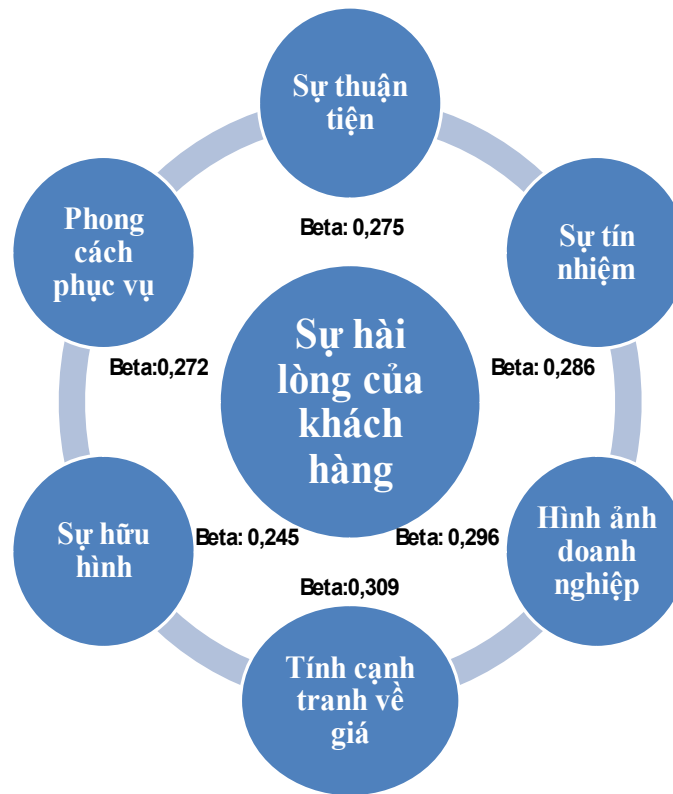 Sự thuận
tiện
Beta: 0,275
Phong
cách
phục vụ
Sự tín
nhiệm
Beta:0,272
Beta: 0,286
Sự hài
lòng của
khách
hàng
Sự hữu
hình
Beta: 0,245
Beta: 0,296
Hình ảnh
doanh
nghiệp
Beta:0,309
Tính cạnh
tranh về
giá